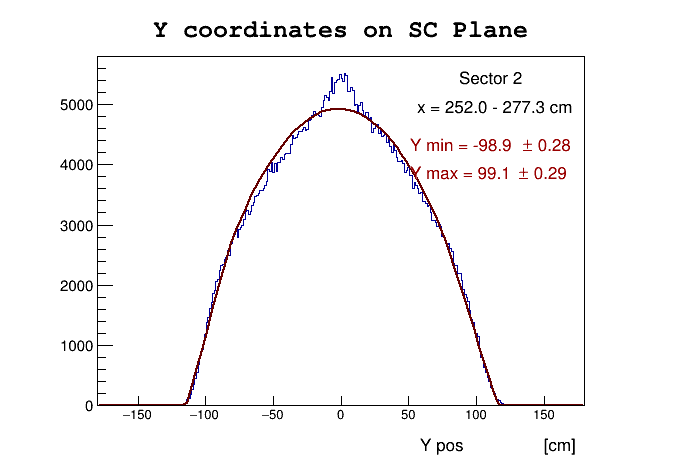 Y coordinates on SC Plane
Sector 2
x = 252.0 - 277.3 cm
Y min = -98.9 ± 0.28
Y max = 99.1 ± 0.29
5000
4000
3000
2000
1000
0
−150 −100 −50 0 50 100 150
Y pos [cm]